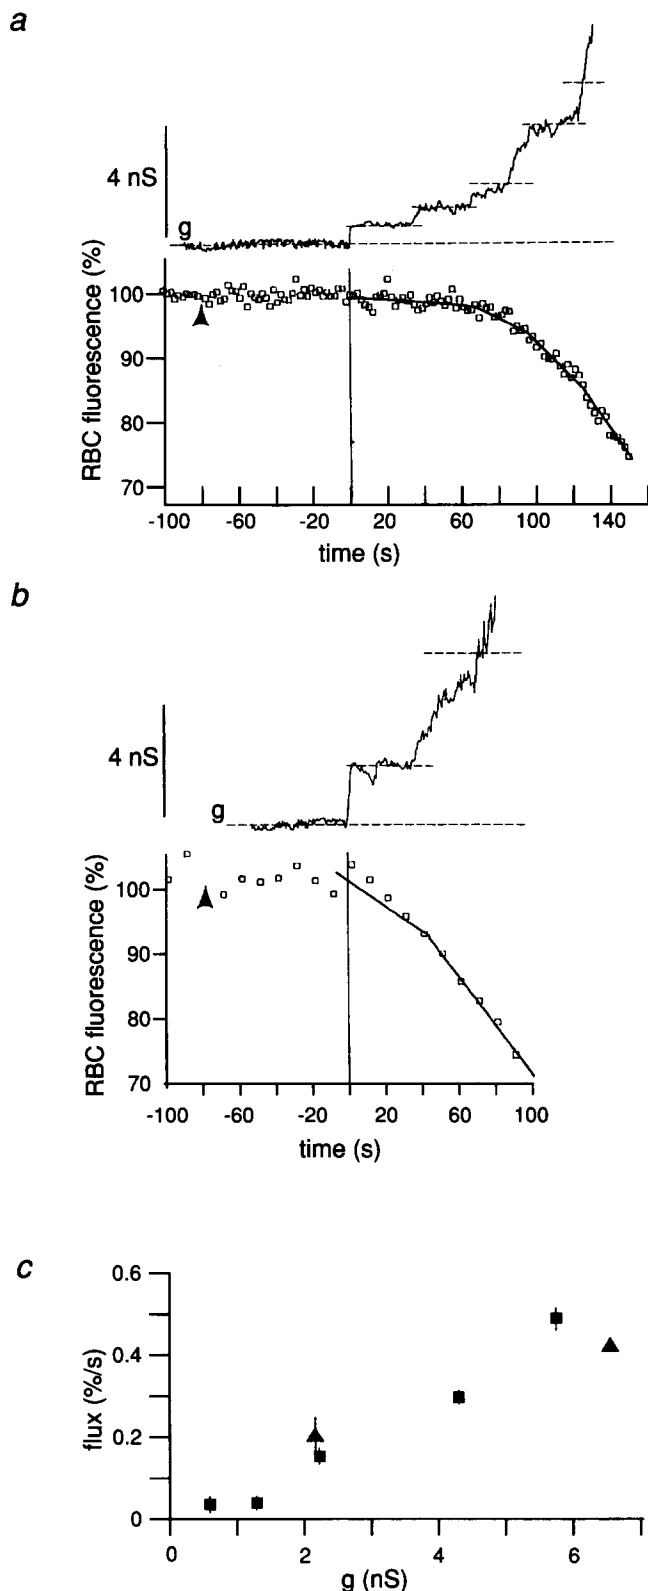 a
4 nS
g
RBC fluorescence (%)
100
90
80
70
-100 -60 -20 20 60 100 140
time (s)
b
4 nS
g
RBC fluorescence (%)
100
90
80
70
-100 -60 -20 20 60 100
time (s)
c
flux (%/s)
0.6
0.4
0.2
0
0 2 4 6
g (nS)